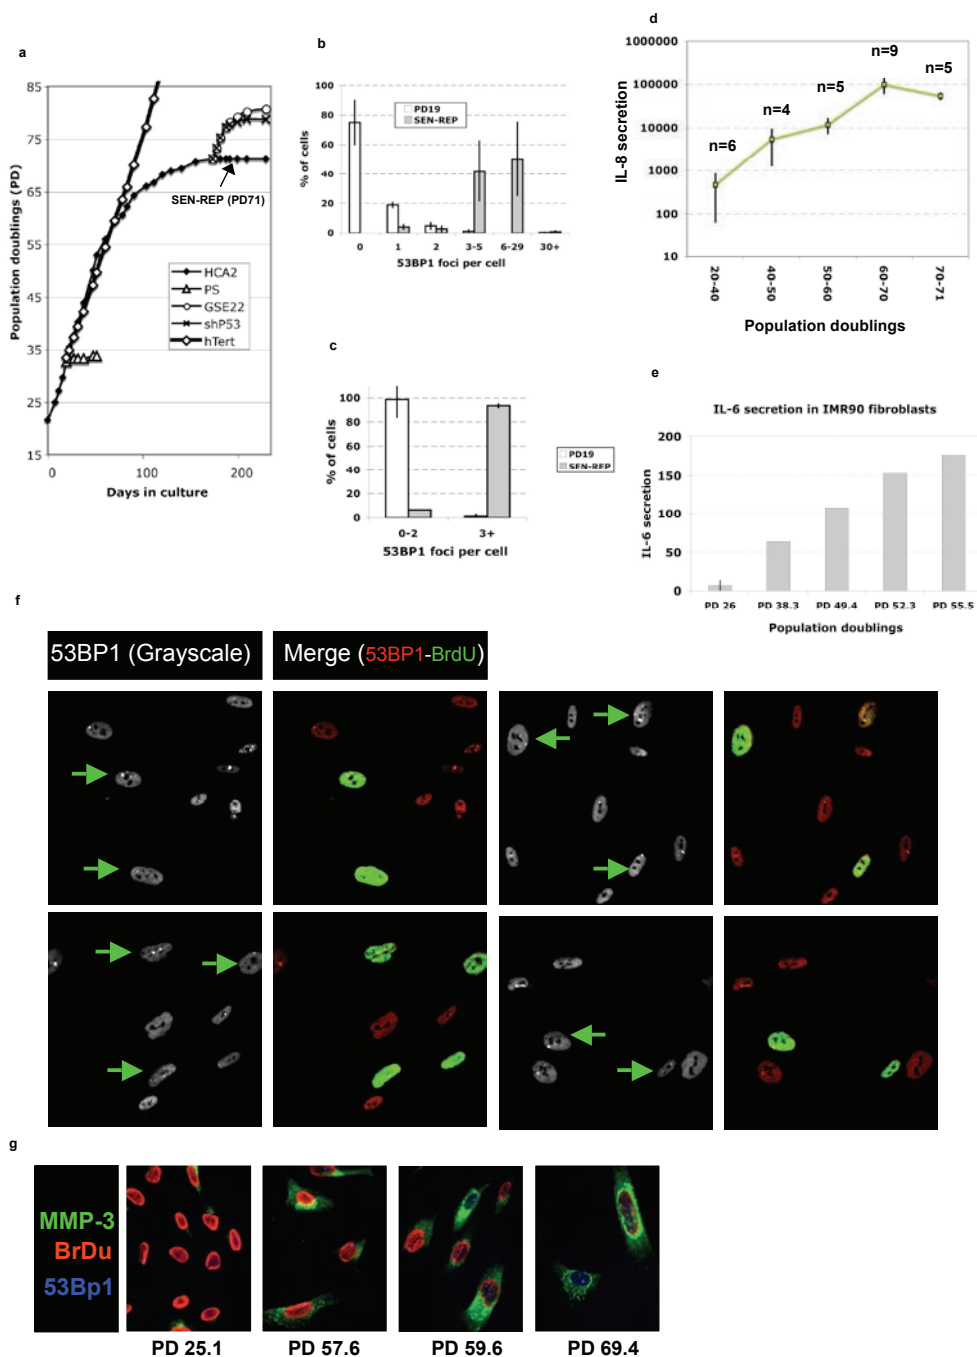 a
85
75
65
55
45
35
25
15
Population doublings (PD)
SEN-REP (PD71)
HCA2
PS
GSE22
shP53
hTert
0
100
200
Days in culture
b
100
80
60
40
20
0
% of cells
PD19
SEN-REP
0
1
2
3-5
6-29
30+
53BP1 foci per cell
c
100
80
60
40
20
0
% of cells
PD19
SEN-REP
0-2
3+
53BP1 foci per cell
d
1000000
100000
10000
1000
100
10
IL-8 secretion
n=6
n=4
n=5
n=9
n=5
20-40
40-50
50-60
60-70
70-71
Population doublings
e
IL-6 secretion in IMR90 fibroblasts
200
150
100
50
0
IL-6 secretion
PD 26
PD 38.3
PD 49.4
PD 52.3
PD 55.5
Population doublings
f
53BP1 (Grayscale)
Merge (53BP1-BrdU)
g
MMP-3
BrDu
53Bp1
PD 25.1
PD 57.6
PD 59.6
PD 69.4